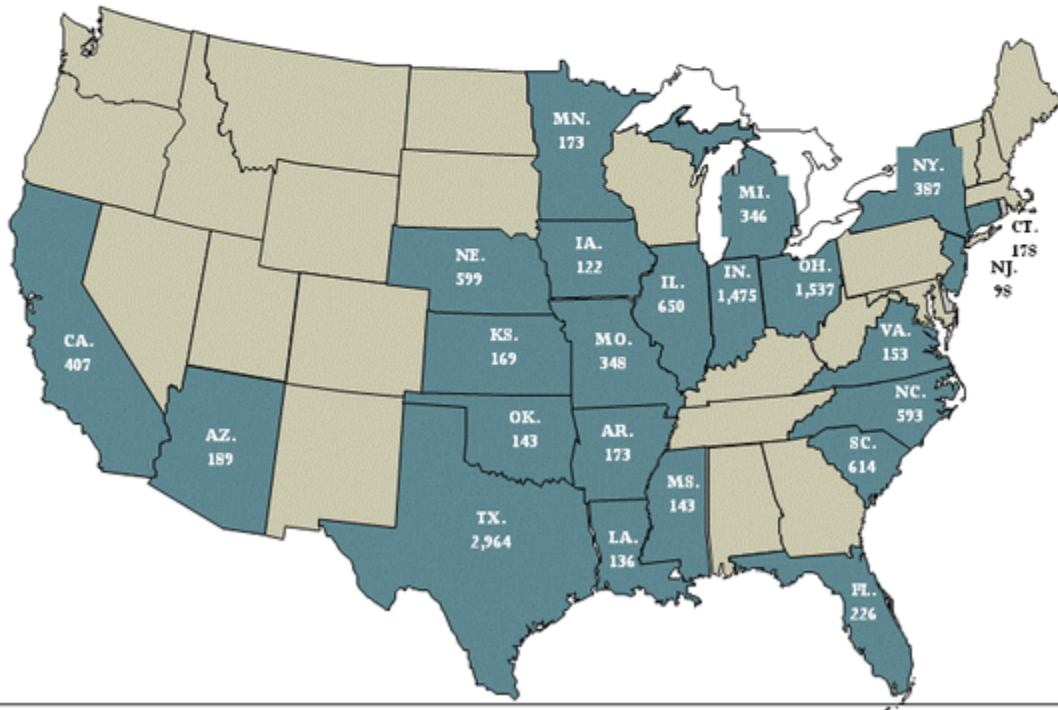 MN.
173
NY.
387
MI.
346
CT.
178
IA.
122
NE.
599
IL.
650
IN.
1,475
OH.
1,537
NJ.
98
CA.
407
KS.
169
MO.
348
VA.
153
NC.
593
AZ.
189
OK.
143
AR.
173
SC.
614
MS.
143
TX.
2,964
LA.
136
FL.
226